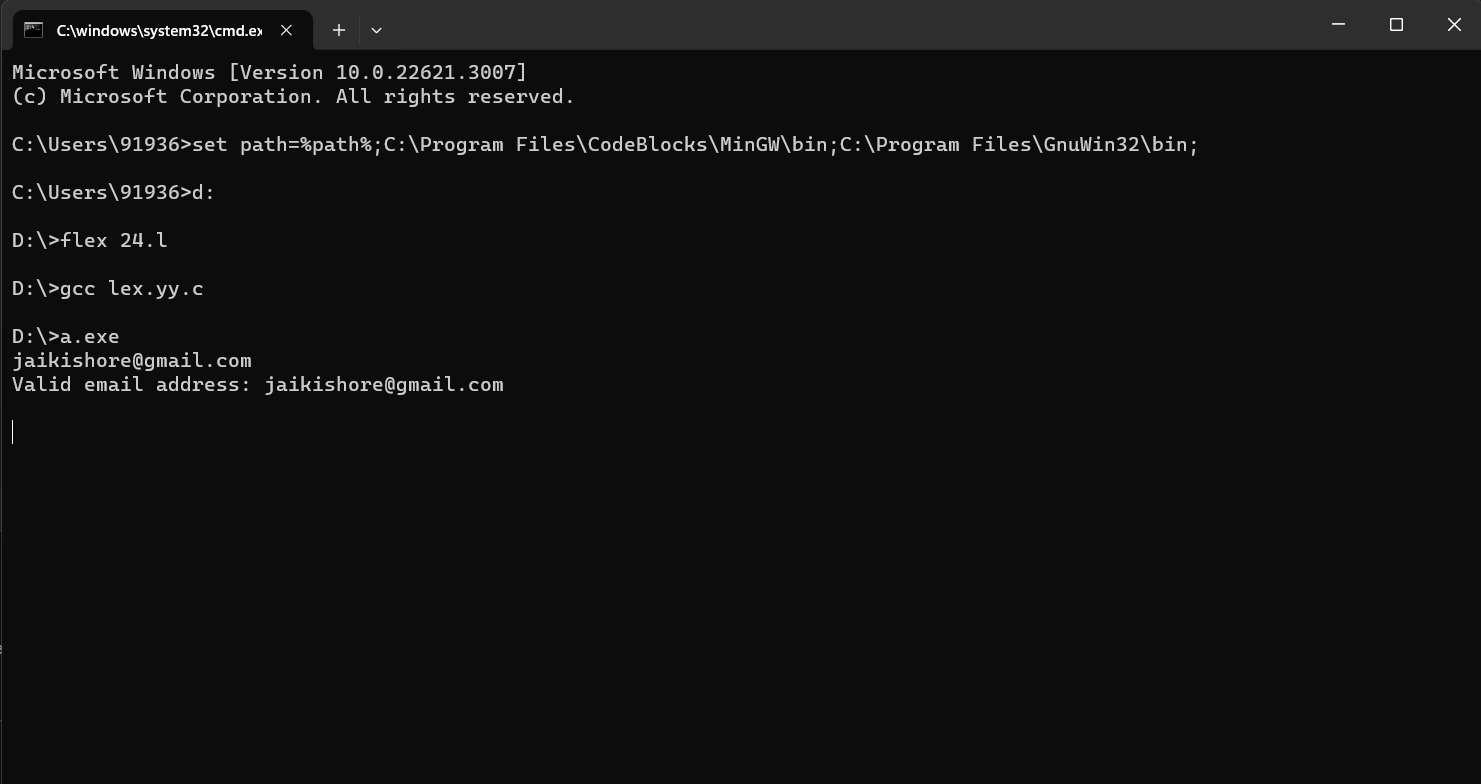 C:\windows\system32\cmd.ex
Microsoft Windows [Version 10.0.22621.3007]
(c) Microsoft Corporation. All rights reserved.
C:\Users\91936>set path=%path%;C:\Program Files\CodeBlocks\MinGW\bin;C:\Program Files\GnuWin32\bin;
C:\Users\91936>d:
D:\>flex 24.l
D:\>gcc lex.yy.c
D:\>a.exe
jaikishore@gmail.com
Valid email address: jaikishore@gmail.com